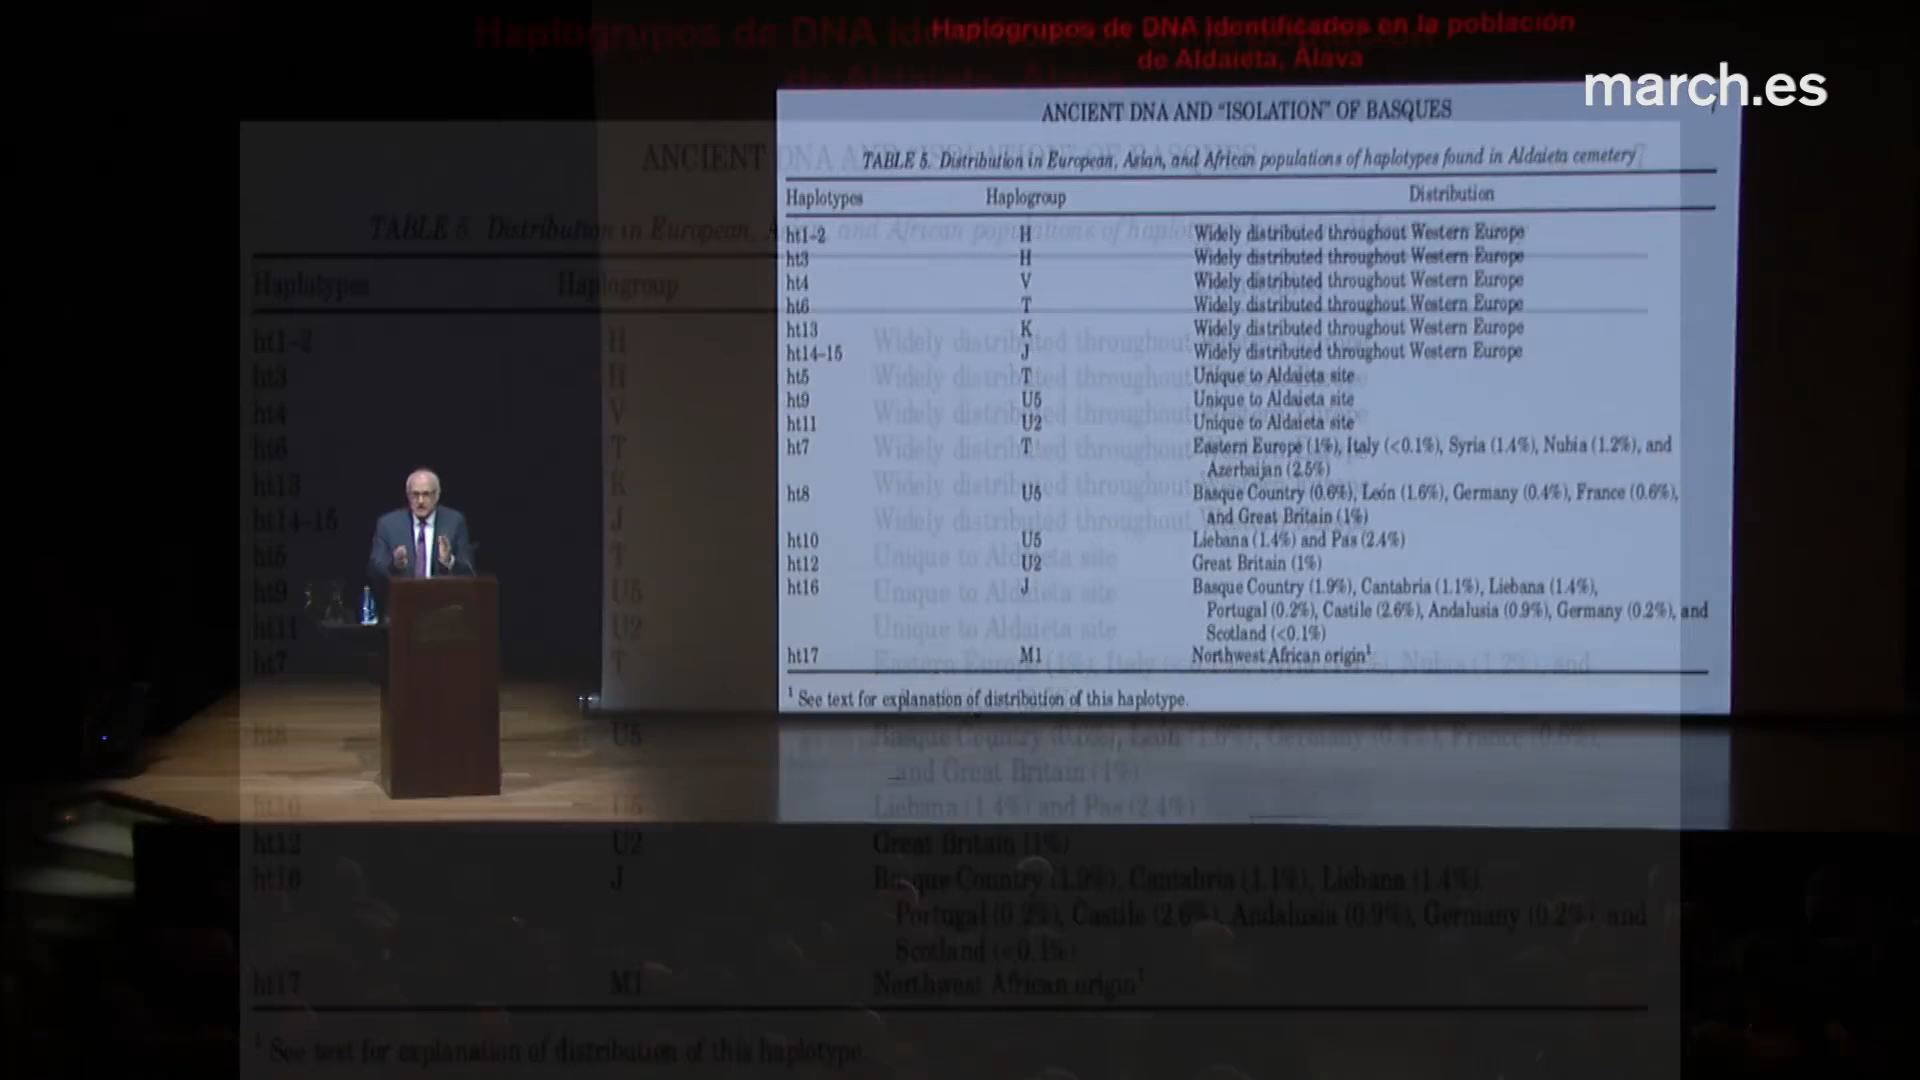 Haplogrupos de DNA identificados en la población
de Aldaieta, Álava
march.es
ANCIENT DNA AND “ISOLATION” OF BASQUES
TABLE 5. Distribution in European, Asian, and African populations of haplotypes found in Aldaieta cemetery
Haplotypes Haplogroup Distribution
ht1–2 H Widely distributed throughout Western Europe
ht3 H Widely distributed throughout Western Europe
ht4 V Widely distributed throughout Western Europe
ht6 T Widely distributed throughout Western Europe
ht13 K Widely distributed throughout Western Europe
ht14–15 J Widely distributed throughout Western Europe
ht5 T Unique to Aldaieta site
ht9 U5 Unique to Aldaieta site
ht11 U2 Unique to Aldaieta site
ht7 T Eastern Europe (1%), Italy (<0.1%), Syria (1.4%), Nubia (1.2%), and
Azerbaijan (2.5%)
ht8 U5 Basque Country (0.6%), León (1.6%), Germany (0.4%), France (0.6%),
and Great Britain (1%)
ht10 U5 Liébana (1.4%) and Pas (2.4%)
ht12 U2 Great Britain (1%)
ht16 J Basque Country (1.9%), Cantabria (1.1%), Liébana (1.4%),
Portugal (0.2%), Castile (2.6%), Andalusia (0.9%), Germany (0.2%), and
Scotland (<0.1%)
ht17 M1 Northwest African origin¹
¹ See text for explanation of distribution of this haplotype.